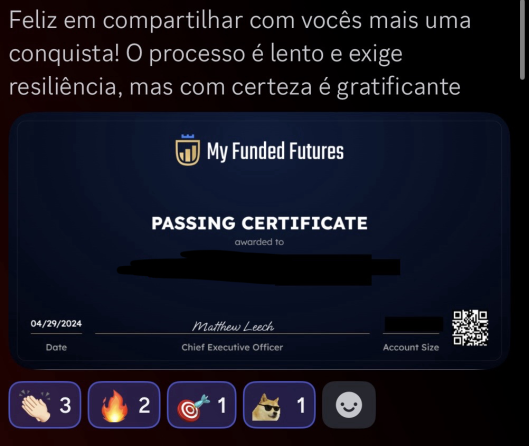 Feliz em compartilhar com vocês mais uma
conquista! O processo é lento e exige
resiliência, mas com certeza é gratificante
My Funded Futures
PASSING CERTIFICATE
awarded to
04/29/2024
Matthew Leech
Date
Chief Executive Officer
Account Size
3
2
1
1